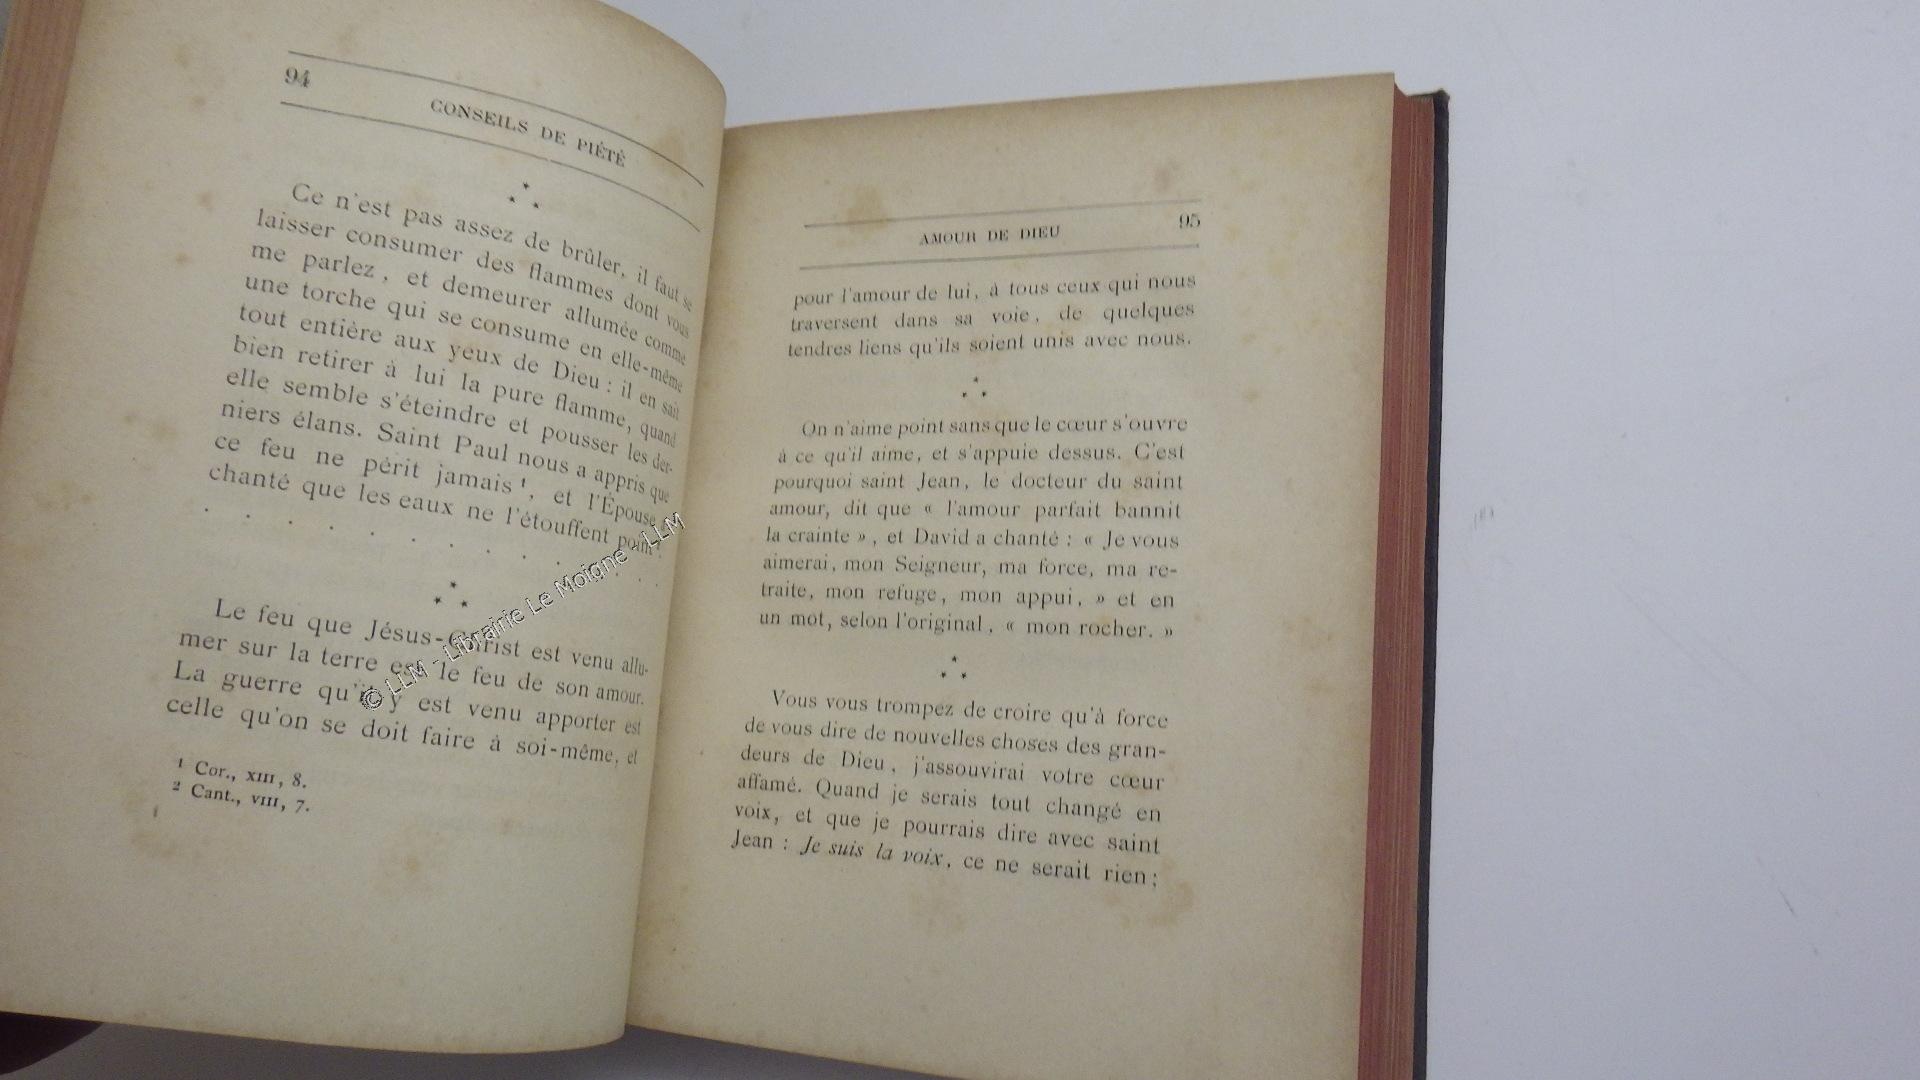 94
CONSEILS DE PIÉTÉ
Ce n'est pas assez de brûler, il faut se
laisser consumer des flammes dont vous
me parlez, et demeurer allumée comme
une torche qui se consume en elle-même
tout entière aux yeux de Dieu : il en sait
bien retirer à lui la pure flamme, quand
elle semble s'éteindre et pousser les der-
niers élans. Saint Paul nous a appris que
ce feu ne périt jamais¹, et l'Épouse a
chanté que les eaux ne l'étouffent point².
. . . . . . . . . . . .
Le feu que Jésus-Christ est venu allu-
mer sur la terre est le feu de son amour.
La guerre qu'il y est venu apporter est
celle qu'on se doit faire à soi-même, et
1 Cor., XIII, 8.
2 Cant., VIII, 7.
© LLM - Librairie Le Moigne - LLM
AMOUR DE DIEU
95
pour l'amour de lui, à tous ceux qui nous
traversent dans sa voie, de quelques
tendres liens qu'ils soient unis avec nous.
On n'aime point sans que le cœur s'ouvre
à ce qu'il aime, et s'appuie dessus. C'est
pourquoi saint Jean, le docteur du saint
amour, dit que « l'amour parfait bannit
la crainte », et David a chanté : « Je vous
aimerai, mon Seigneur, ma force, ma re-
traite, mon refuge, mon appui, » et en
un mot, selon l'original, « mon rocher. »
Vous vous trompez de croire qu'à force
de vous dire de nouvelles choses des gran-
deurs de Dieu, j'assouvirai votre cœur
affamé. Quand je serais tout changé en
voix, et que je pourrais dire avec saint
Jean : Je suis la voix, ce ne serait rien ;